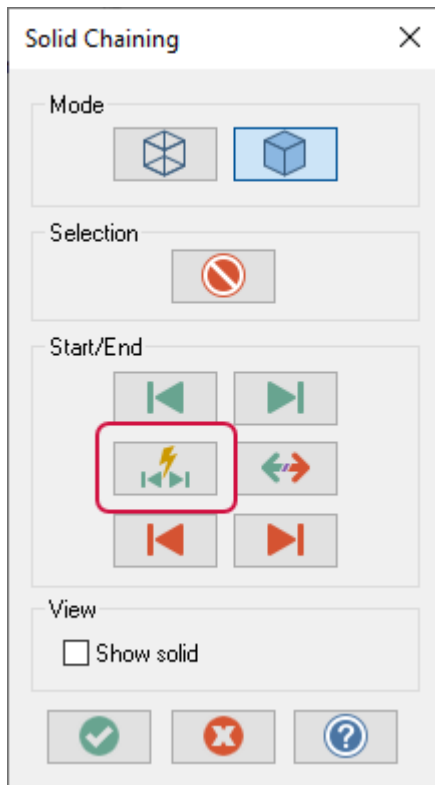 Solid Chaining
Mode
Selection
Start/End
View
Show solid